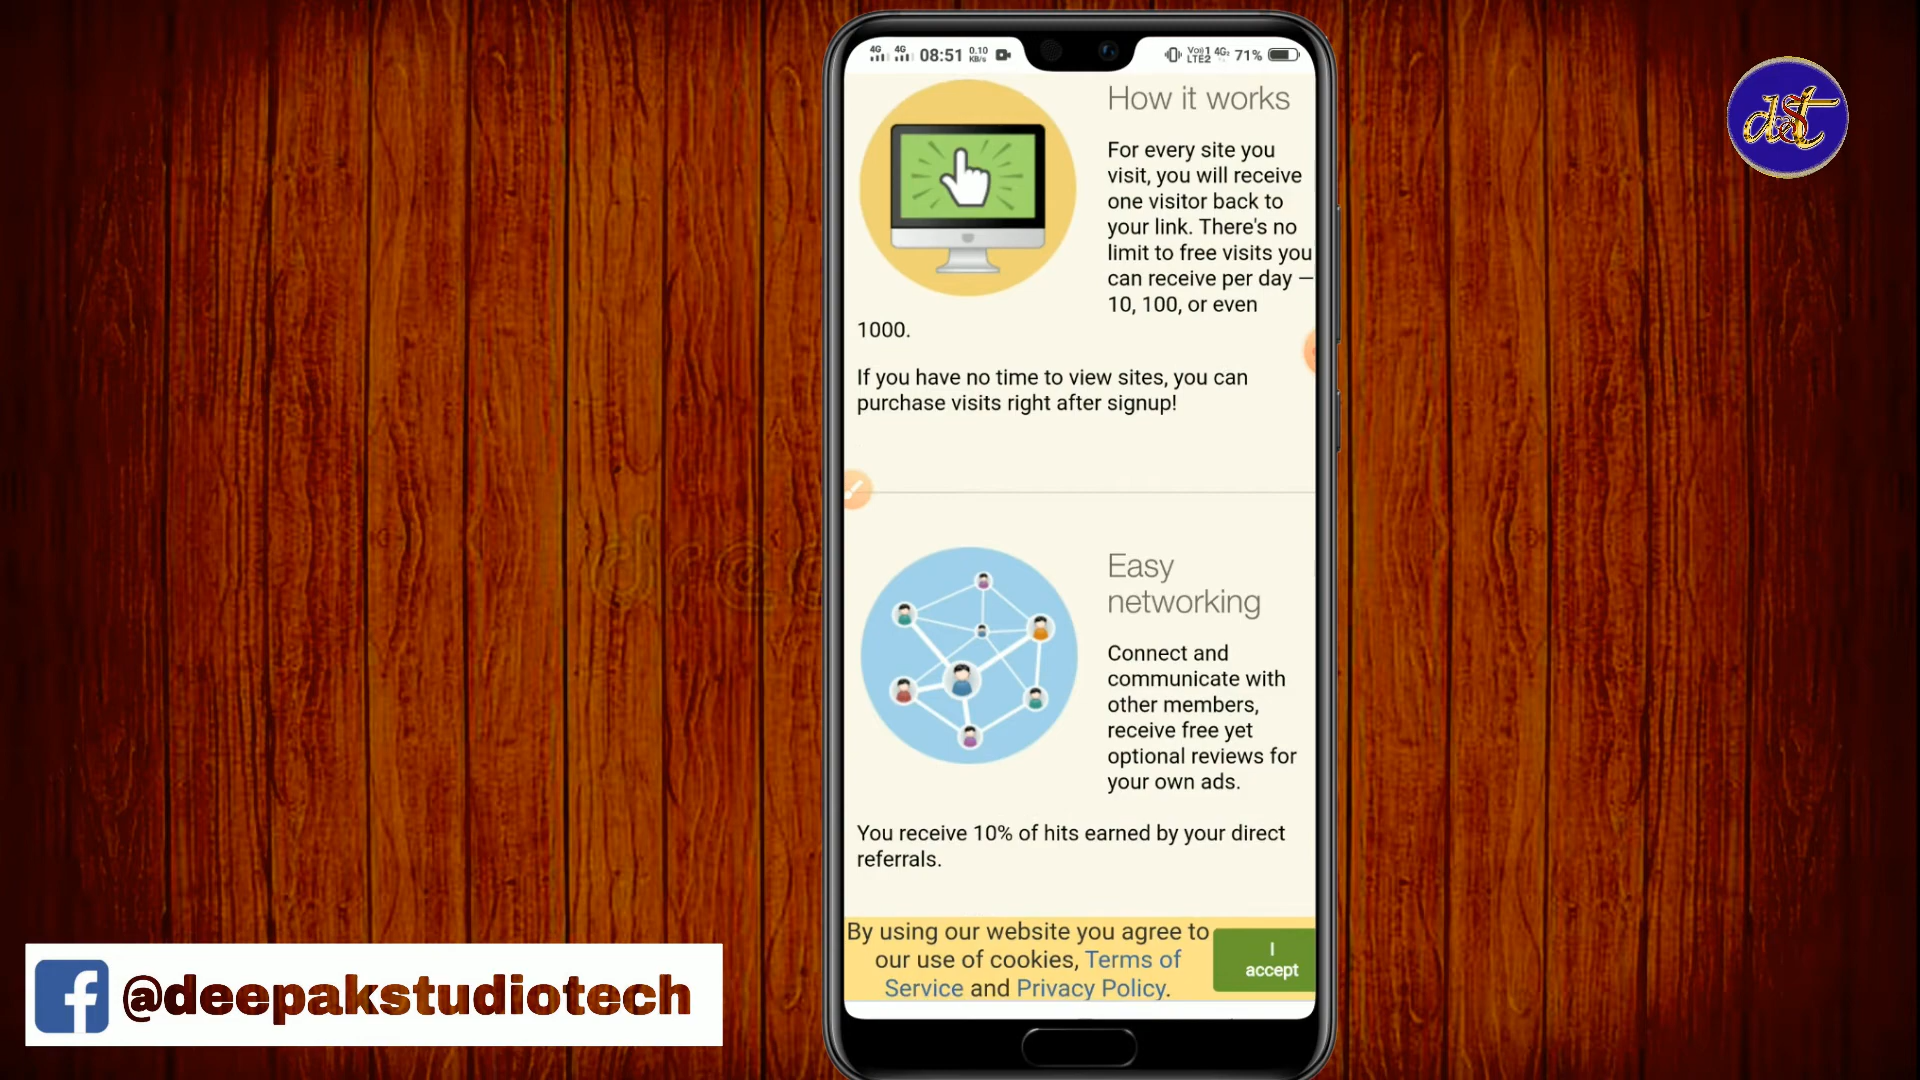 4G 4G 08:51 0.10 KB/s
Vo) 1 LTE2 4G2 71%
dst
How it works
For every site you
visit, you will receive
one visitor back to
your link. There's no
limit to free visits you
can receive per day —
10, 100, or even
1000.
If you have no time to view sites, you can
purchase visits right after signup!
Easy
networking
Connect and
communicate with
other members,
receive free yet
optional reviews for
your own ads.
You receive 10% of hits earned by your direct
referrals.
By using our website you agree to
our use of cookies, Terms of
Service and Privacy Policy.
I
accept
f @deepakstudiotech